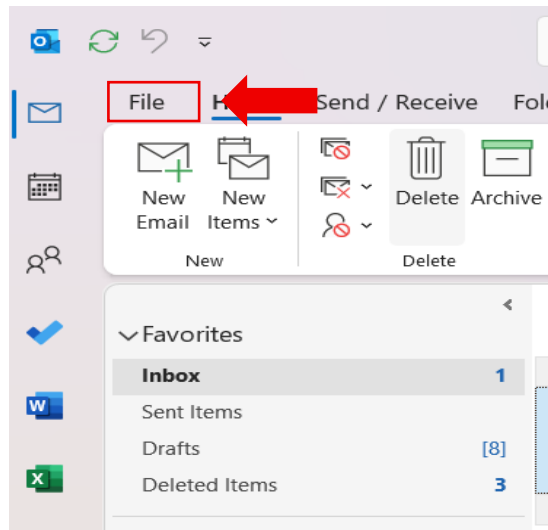 File H Send / Receive Fol
New Email
New Items
Delete
Archive
New
Delete
Favorites
Inbox 1
Sent Items
Drafts [8]
Deleted Items 3
W
X